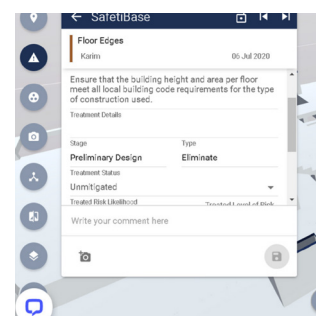 SafetiBase
Floor Edges
Karim 06 Jul 2020
Ensure that the building height and area per floor
meet all local building code requirements for the type
of construction used.
Treatment Details
Stage Type
Preliminary Design Eliminate
Treatment Status
Unmitigated
Treated Risk Likelihood Treated Level of Risk
Write your comment here